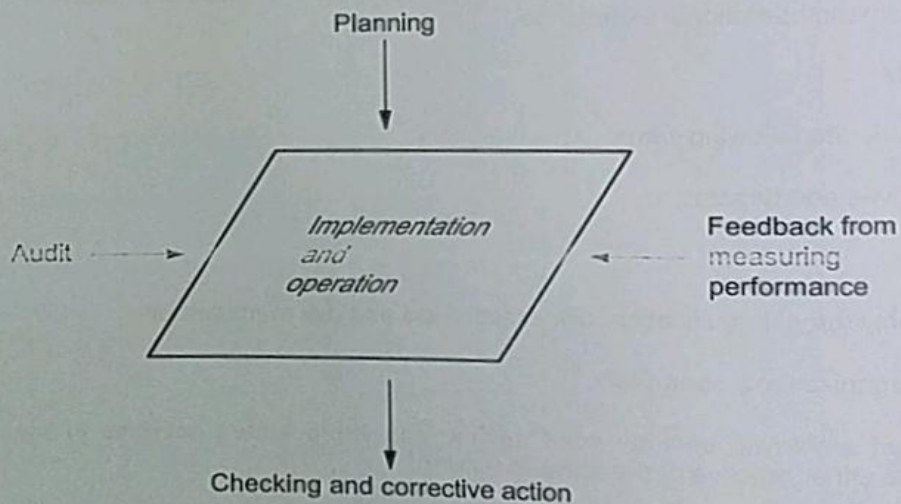 Planning
Implementation
and
operation
Audit
Feedback from
measuring
performance
Checking and corrective action